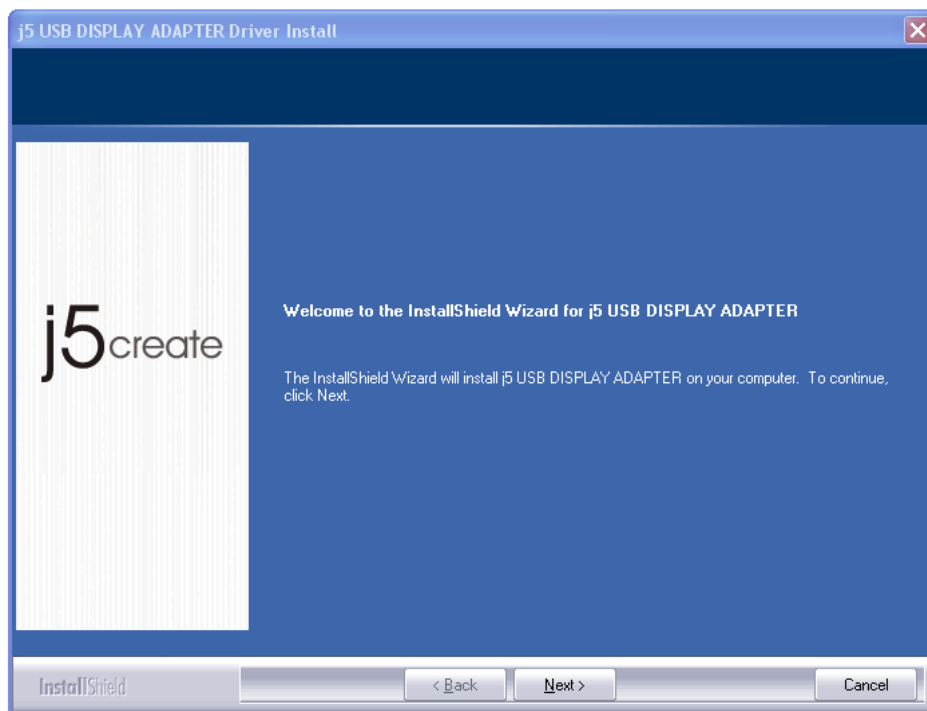 j5 USB DISPLAY ADAPTER Driver Install
j5create
Welcome to the InstallShield Wizard for j5 USB DISPLAY ADAPTER
The InstallShield Wizard will install j5 USB DISPLAY ADAPTER on your computer. To continue,
click Next.
InstallShield
< Back
Next >
Cancel